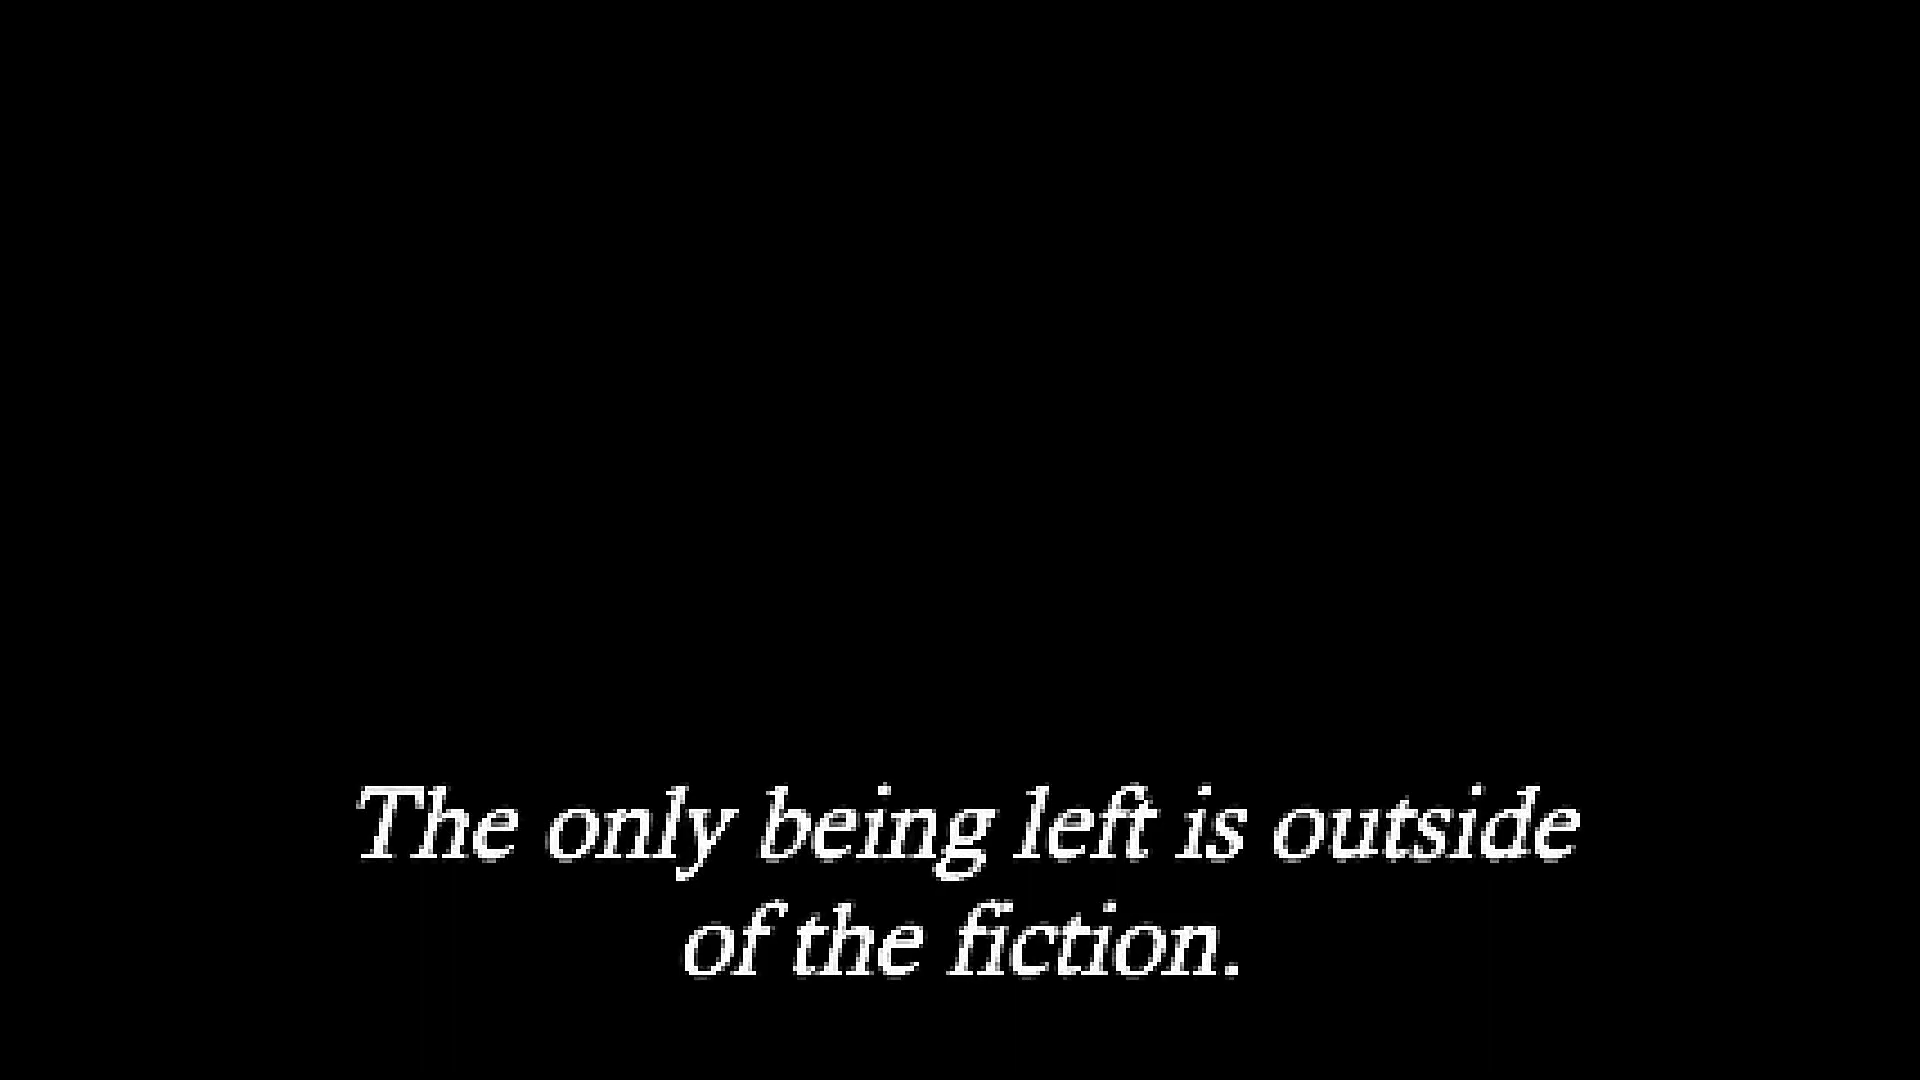 The only being left is outside
of the fiction.